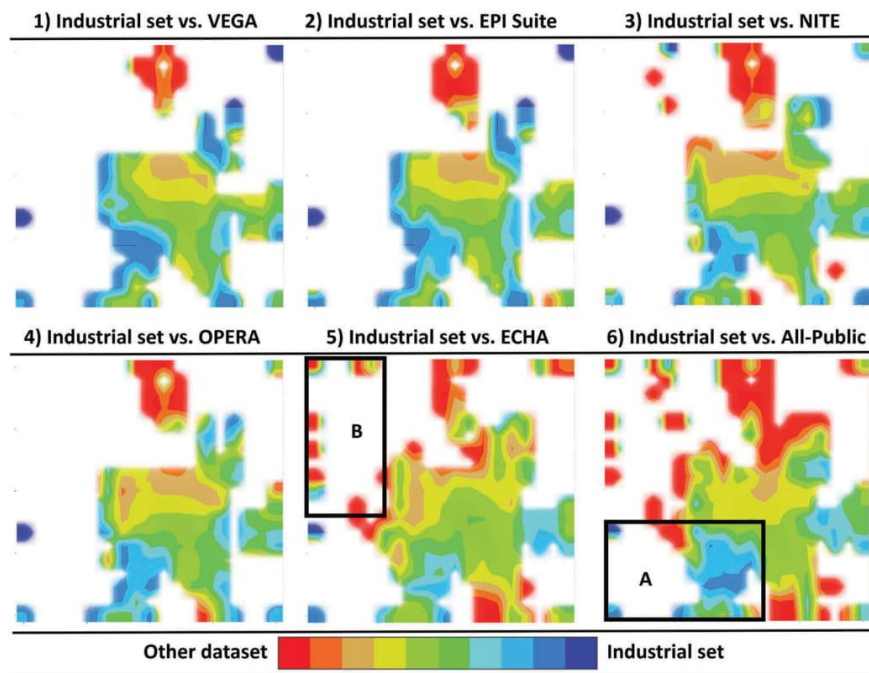 1) Industrial set vs. VEGA
2) Industrial set vs. EPI Suite
3) Industrial set vs. NITE
4) Industrial set vs. OPERA
5) Industrial set vs. ECHA
6) Industrial set vs. All-Public
B
A
Other dataset
Industrial set